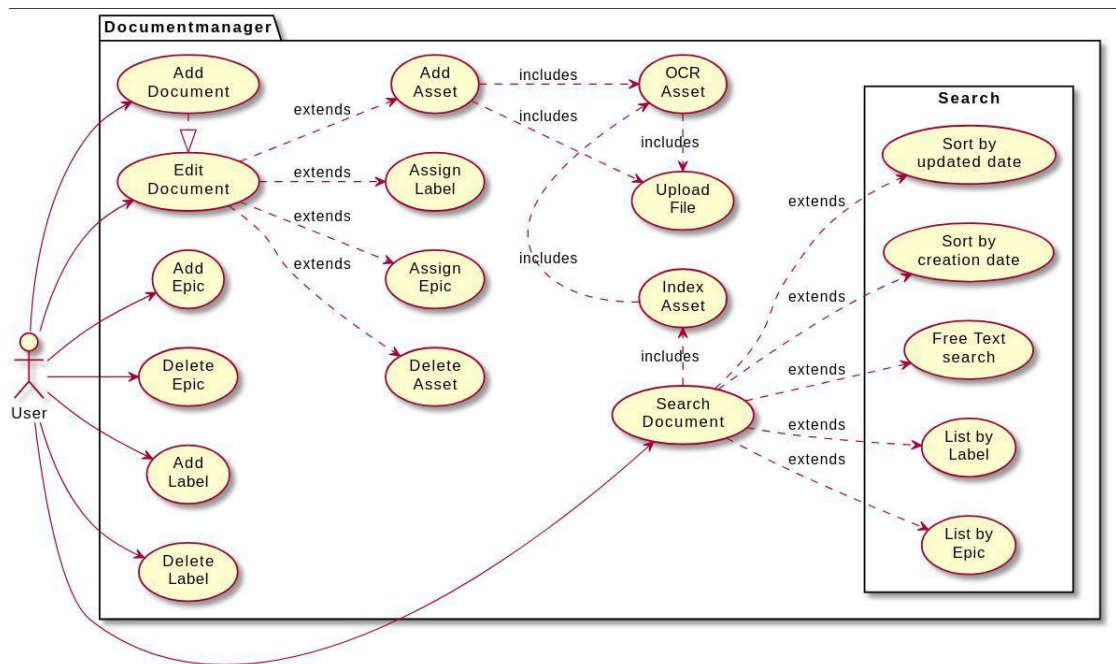 Documentmanager
Add
Document
Edit
Document
Add
Epic
Delete
Epic
Add
Label
Delete
Label
User
extends
extends
extends
extends
Add
Asset
Assign
Label
Assign
Epic
Delete
Asset
includes
includes
includes
includes
includes
OCR
Asset
Upload
File
Index
Asset
Search
Document
extends
extends
extends
extends
extends
Search
Sort by
updated date
Sort by
creation date
Free Text
search
List by
Label
List by
Epic